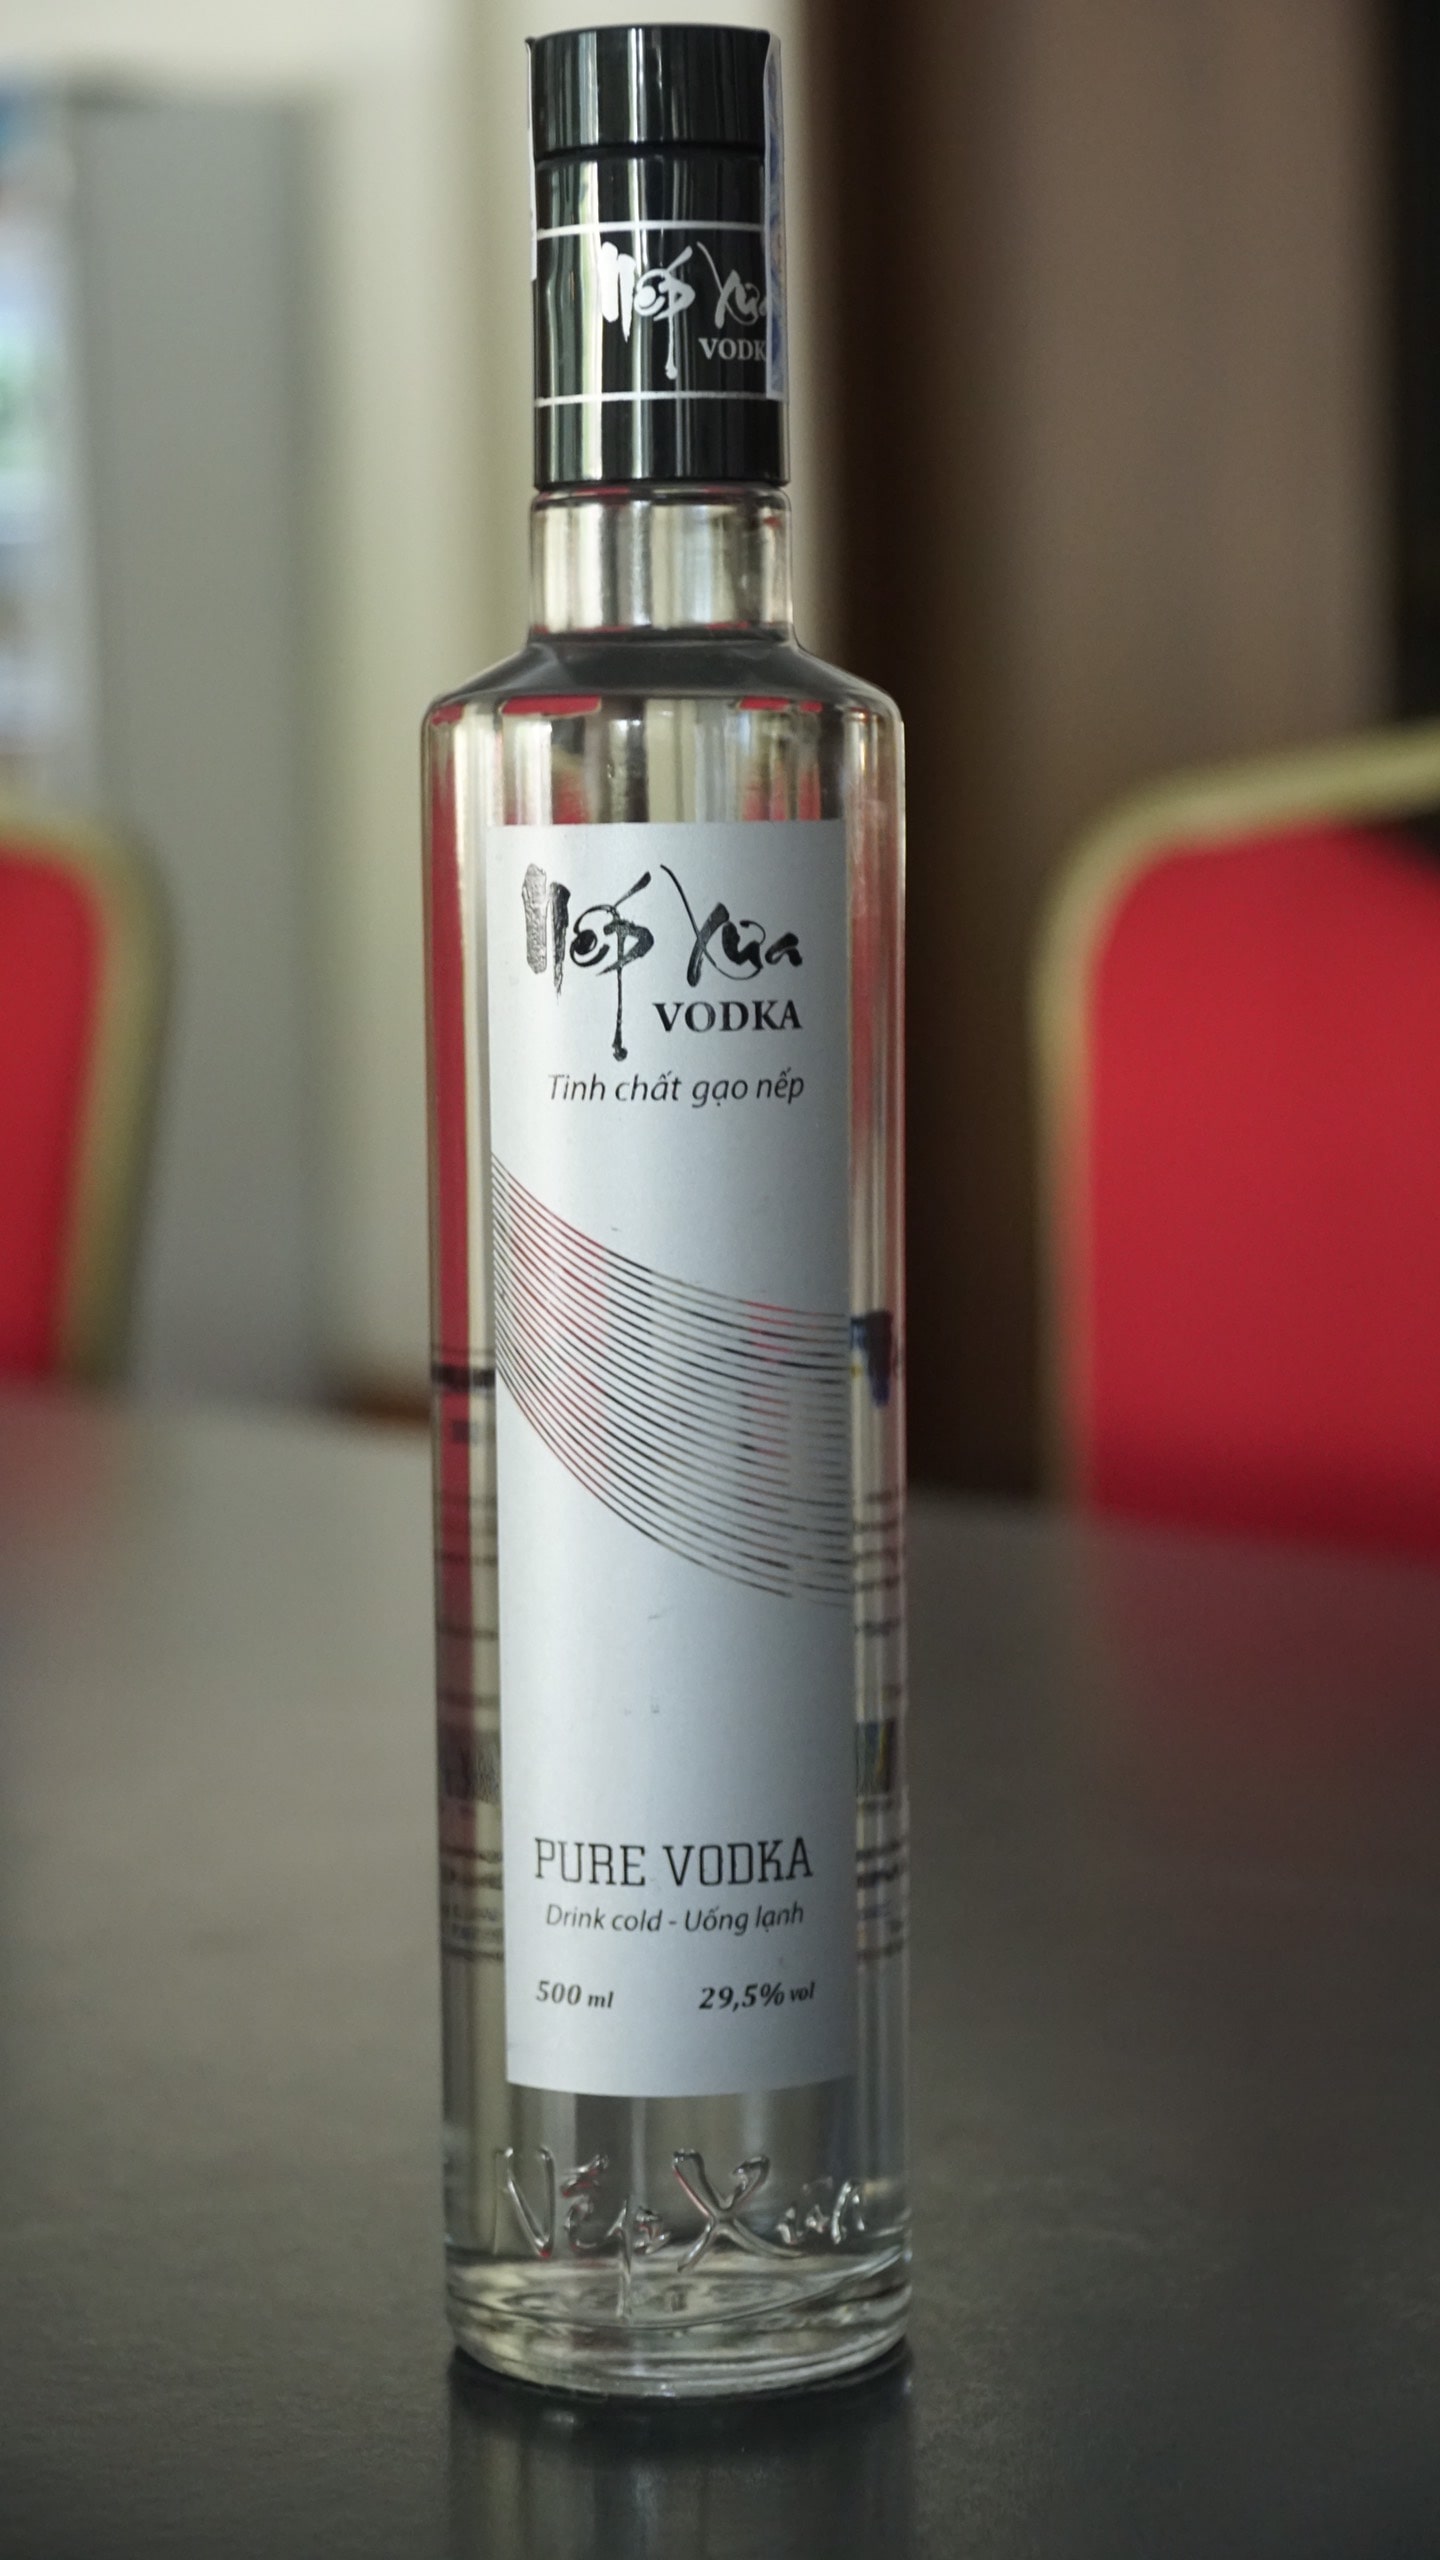 Nếp Xưa
Nếp Xưa
VODKA
Tinh chất gạo nếp
PURE VODKA
Drink cold - Uống lạnh
500 ml 29,5% vol
Nếp Xưa